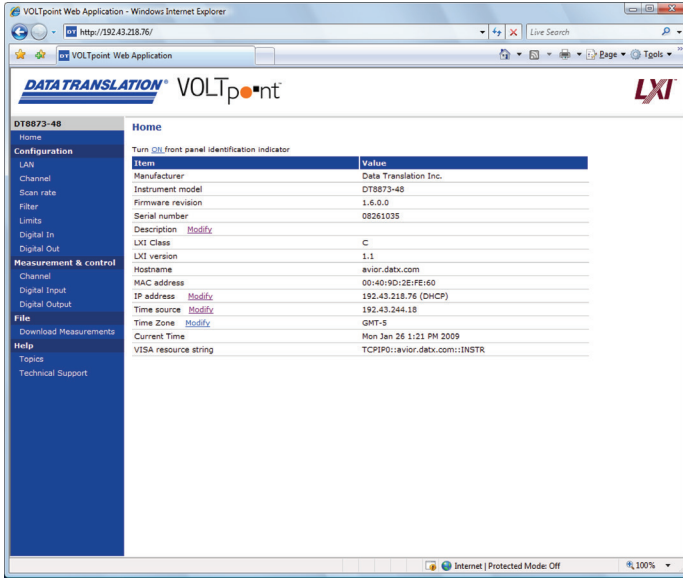 VOLTpoint Web Application - Windows Internet Explorer
DT http://192.43.218.76/ Live Search
DT VOLTpoint Web Application Page Tools
DATA TRANSLATION® VOLTpoint™ LXI
DT8873-48
Home
Configuration
LAN
Channel
Scan rate
Filter
Limits
Digital In
Digital Out
Measurement & control
Channel
Digital Input
Digital Output
File
Download Measurements
Help
Topics
Technical Support
Home
Turn ON front panel identification indicator
Item Value
Manufacturer Data Translation Inc.
Instrument model DT8873-48
Firmware revision 1.6.0.0
Serial number 08261035
Description Modify
LXI Class C
LXI version 1.1
Hostname avior.datx.com
MAC address 00:40:9D:2E:FE:60
IP address Modify 192.43.218.76 (DHCP)
Time source Modify 192.43.244.18
Time Zone Modify GMT-5
Current Time Mon Jan 26 1:21 PM 2009
VISA resource string TCPIP0::avior.datx.com::INSTR
Internet | Protected Mode: Off 100%